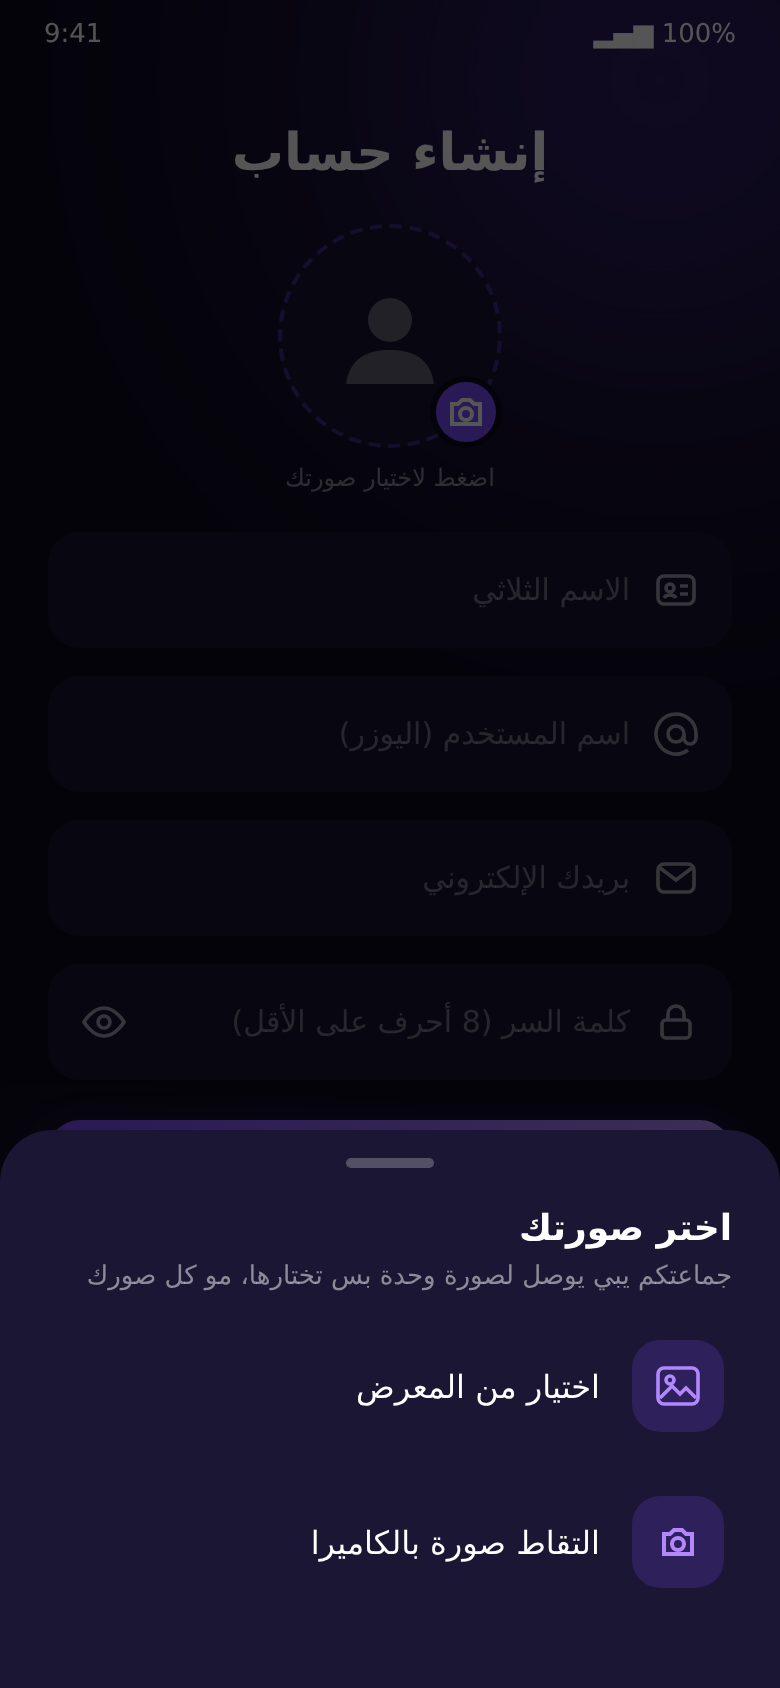 9:41
100%
إنشاء حساب
اضغط لاختيار صورتك
الاسم الثلاثي
اسم المستخدم (اليوزر)
بريدك الإلكتروني
كلمة السر (8 أحرف على الأقل)
اختر صورتك
جماعتكم يبي يوصل لصورة وحدة بس تختارها، مو كل صورك
اختيار من المعرض
التقاط صورة بالكاميرا